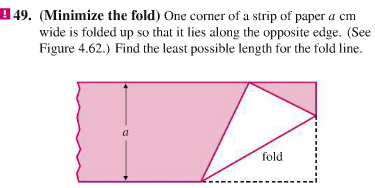 ! 49. (Minimize the fold) One corner of a strip of paper a cm
wide is folded up so that it lies along the opposite edge. (See
Figure 4.62.) Find the least possible length for the fold line.
a
fold